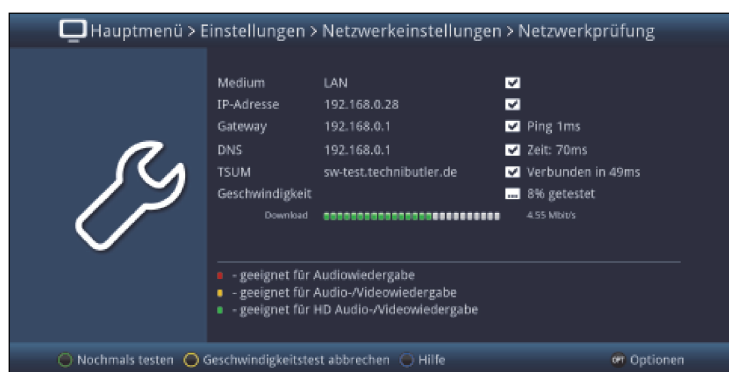 Hauptmenü > Einstellungen > Netzwerkeinstellungen > Netzwerkprüfung
Medium LAN
IP-Adresse 192.168.0.28
Gateway 192.168.0.1 Ping 1ms
DNS 192.168.0.1 Zeit: 70ms
TSUM sw-test.technibutler.de Verbunden in 49ms
Geschwindigkeit 8% getestet
Download 4.55 Mbit/s
- geeignet für Audiowiedergabe
- geeignet für Audio-/Videowiedergabe
- geeignet für HD Audio-/Videowiedergabe
Nochmals testen Geschwindigkeitstest abbrechen Hilfe OPT Optionen